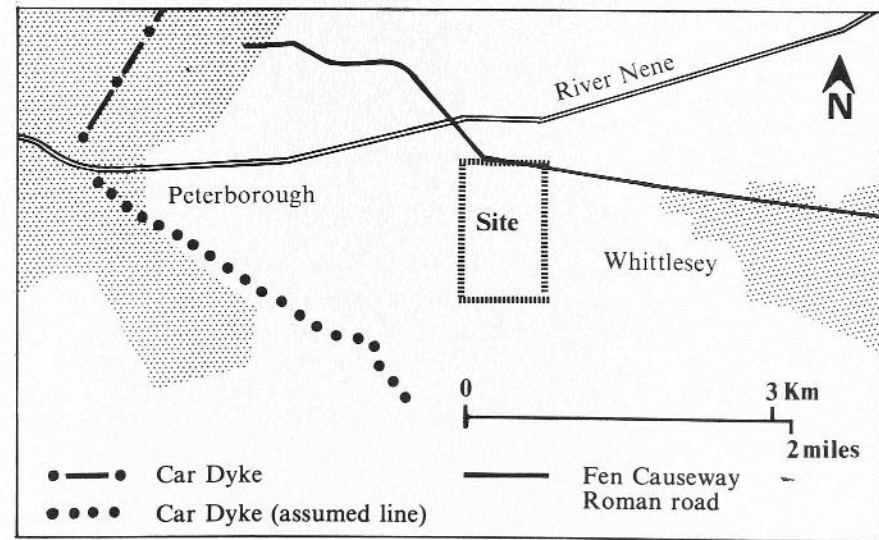 River Nene
N
Peterborough
Site
Whittlesey
0
3 Km
2 miles
Car Dyke
Fen Causeway
Roman road
Car Dyke (assumed line)